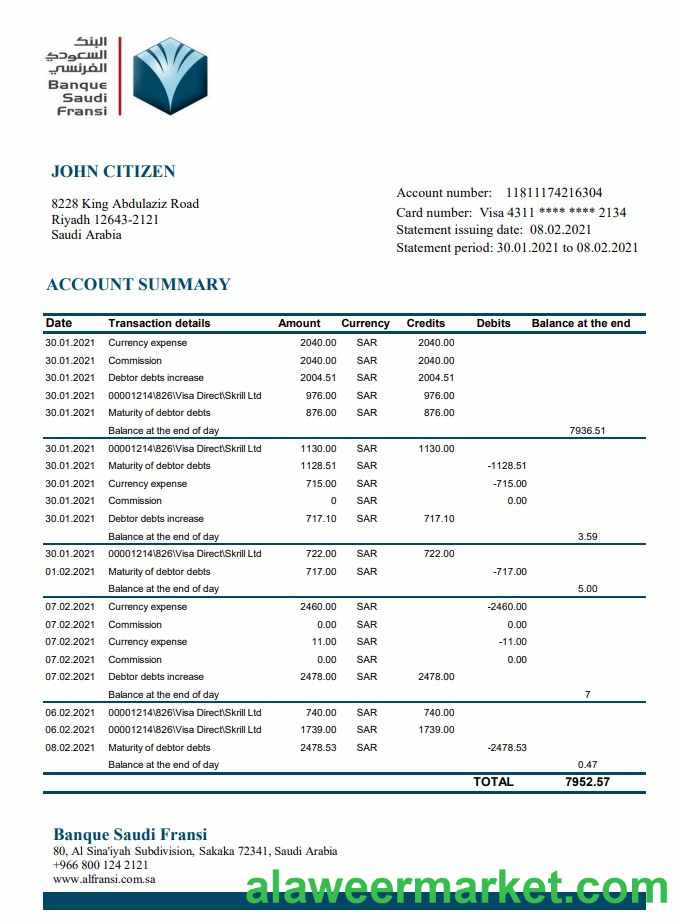 البنك
السعودي
الفرنسي
Banque
Saudi
Fransi
JOHN CITIZEN
8228 King Abdulaziz Road
Riyadh 12643-2121
Saudi Arabia
Account number: 11811174216304
Card number: Visa 4311 **** **** 2134
Statement issuing date: 08.02.2021
Statement period: 30.01.2021 to 08.02.2021
ACCOUNT SUMMARY
Date Transaction details Amount Currency Credits Debits Balance at the end
30.01.2021 Currency expense 2040.00 SAR 2040.00
30.01.2021 Commission 2040.00 SAR 2040.00
30.01.2021 Debtor debts increase 2004.51 SAR 2004.51
30.01.2021 00001214\826\Visa Direct\Skrill Ltd 976.00 SAR 976.00
30.01.2021 Maturity of debtor debts 876.00 SAR 876.00
Balance at the end of day 7936.51
30.01.2021 00001214\826\Visa Direct\Skrill Ltd 1130.00 SAR 1130.00
30.01.2021 Maturity of debtor debts 1128.51 SAR -1128.51
30.01.2021 Currency expense 715.00 SAR -715.00
30.01.2021 Commission 0 SAR 0.00
30.01.2021 Debtor debts increase 717.10 SAR 717.10
Balance at the end of day 3.59
30.01.2021 00001214\826\Visa Direct\Skrill Ltd 722.00 SAR 722.00
01.02.2021 Maturity of debtor debts 717.00 SAR -717.00
Balance at the end of day 5.00
07.02.2021 Currency expense 2460.00 SAR -2460.00
07.02.2021 Commission 0.00 SAR 0.00
07.02.2021 Currency expense 11.00 SAR -11.00
07.02.2021 Commission 0.00 SAR 0.00
07.02.2021 Debtor debts increase 2478.00 SAR 2478.00
Balance at the end of day 7
06.02.2021 00001214\826\Visa Direct\Skrill Ltd 740.00 SAR 740.00
06.02.2021 00001214\826\Visa Direct\Skrill Ltd 1739.00 SAR 1739.00
08.02.2021 Maturity of debtor debts 2478.53 SAR -2478.53
Balance at the end of day 0.47
TOTAL 7952.57
Banque Saudi Fransi
80, Al Sina'iyah Subdivision, Sakaka 72341, Saudi Arabia
+966 800 124 2121
www.alfransi.com.sa
alaweermarket.com